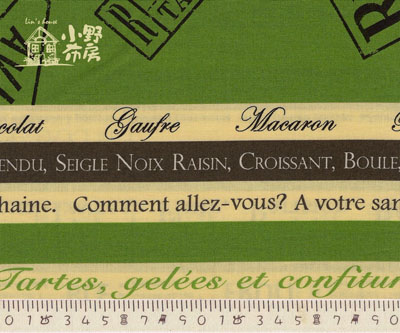 Lin's house
小野布房
colat Gaufre Macaron
ENDU, SEIGLE NOIX RAISIN, CROISSANT, BOULE,
haine. Comment allez-vous? A votre san
Tartes, gelées et confitur